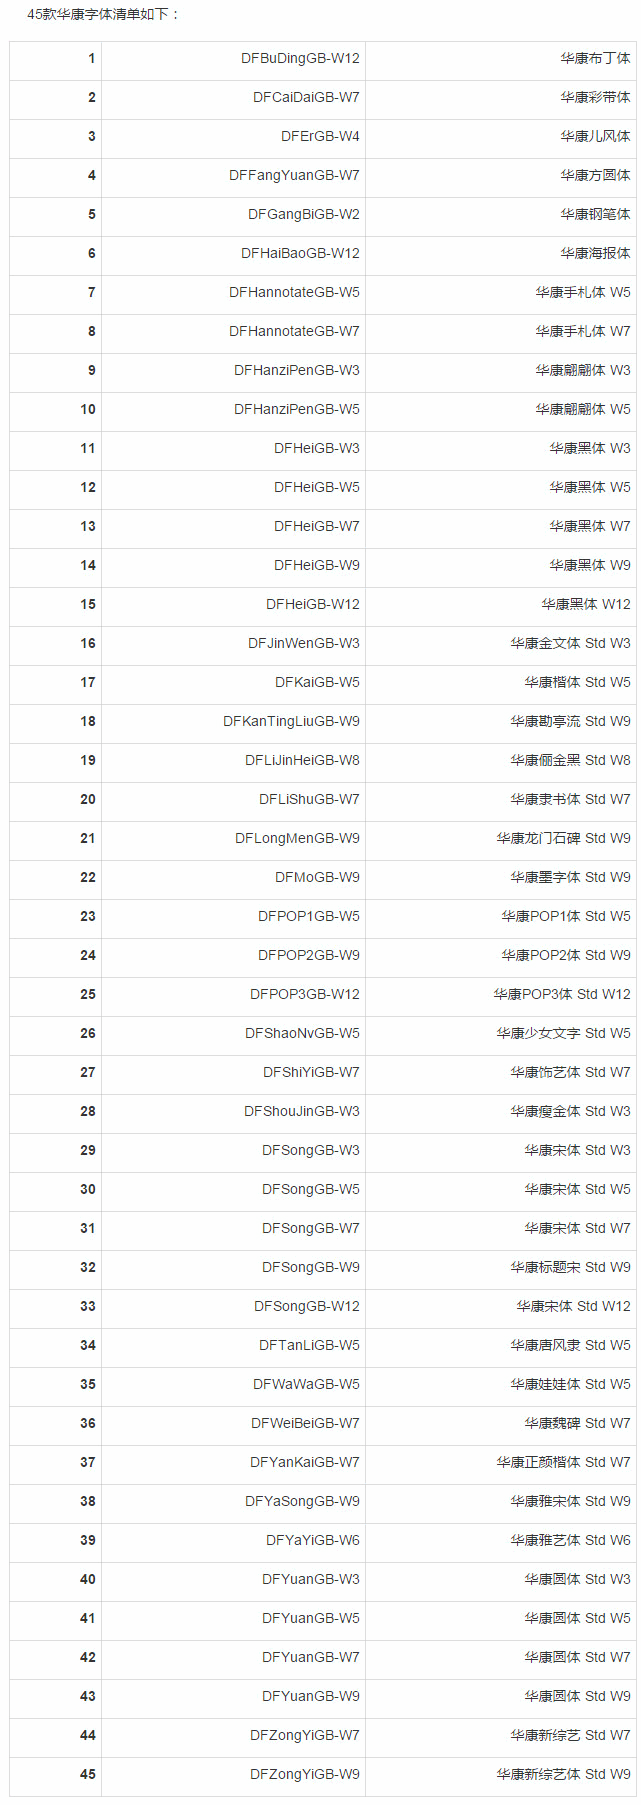 45款华康字体清单如下：
1 DFBuDingGB-W12 华康布丁体
2 DFCaiDaiGB-W7 华康彩带体
3 DFErGB-W4 华康儿风体
4 DFFangYuanGB-W7 华康方圆体
5 DFGangBiGB-W2 华康钢笔体
6 DFHaiBaoGB-W12 华康海报体
7 DFHannotateGB-W5 华康手札体 W5
8 DFHannotateGB-W7 华康手札体 W7
9 DFHanziPenGB-W3 华康翩翩体 W3
10 DFHanziPenGB-W5 华康翩翩体 W5
11 DFHeiGB-W3 华康黑体 W3
12 DFHeiGB-W5 华康黑体 W5
13 DFHeiGB-W7 华康黑体 W7
14 DFHeiGB-W9 华康黑体 W9
15 DFHeiGB-W12 华康黑体 W12
16 DFJinWenGB-W3 华康金文体 Std W3
17 DFKaiGB-W5 华康楷体 Std W5
18 DFKanTingLiuGB-W9 华康勘亭流 Std W9
19 DFLiJinHeiGB-W8 华康俪金黑 Std W8
20 DFLiShuGB-W7 华康隶书体 Std W7
21 DFLongMenGB-W9 华康龙门石碑 Std W9
22 DFMoGB-W9 华康墨字体 Std W9
23 DFPOP1GB-W5 华康POP1体 Std W5
24 DFPOP2GB-W9 华康POP2体 Std W9
25 DFPOP3GB-W12 华康POP3体 Std W12
26 DFShaoNvGB-W5 华康少女文字 Std W5
27 DFShiYiGB-W7 华康饰艺体 Std W7
28 DFShouJinGB-W3 华康瘦金体 Std W3
29 DFSongGB-W3 华康宋体 Std W3
30 DFSongGB-W5 华康宋体 Std W5
31 DFSongGB-W7 华康宋体 Std W7
32 DFSongGB-W9 华康标题宋 Std W9
33 DFSongGB-W12 华康宋体 Std W12
34 DFTanLiGB-W5 华康唐风隶 Std W5
35 DFWaWaGB-W5 华康娃娃体 Std W5
36 DFWeiBeiGB-W7 华康魏碑 Std W7
37 DFYanKaiGB-W7 华康正颜楷体 Std W7
38 DFYaSongGB-W9 华康雅宋体 Std W9
39 DFYaYiGB-W6 华康雅艺体 Std W6
40 DFYuanGB-W3 华康圆体 Std W3
41 DFYuanGB-W5 华康圆体 Std W5
42 DFYuanGB-W7 华康圆体 Std W7
43 DFYuanGB-W9 华康圆体 Std W9
44 DFZongYiGB-W7 华康新综艺 Std W7
45 DFZongYiGB-W9 华康新综艺体 Std W9